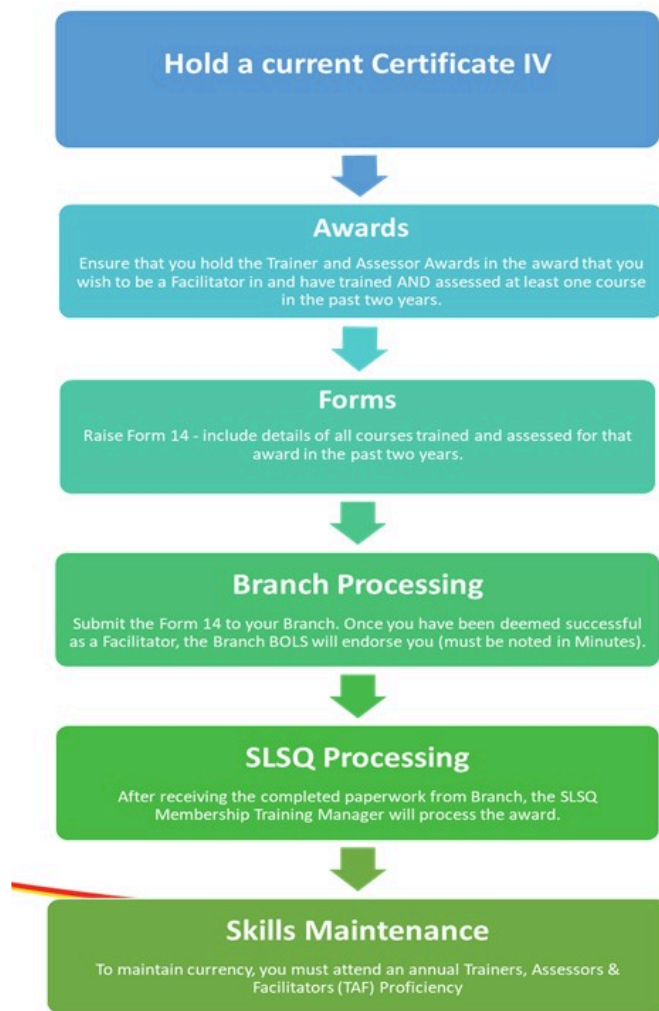 Hold a current Certificate IV
Awards
Ensure that you hold the Trainer and Assessor Awards in the award that you
wish to be a Facilitator in and have trained AND assessed at least one course
in the past two years.
Forms
Raise Form 14 - include details of all courses trained and assessed for that
award in the past two years.
Branch Processing
Submit the Form 14 to your Branch. Once you have been deemed successful
as a Facilitator, the Branch BOLS will endorse you (must be noted in Minutes).
SLSQ Processing
After receiving the completed paperwork from Branch, the SLSQ
Membership Training Manager will process the award.
Skills Maintenance
To maintain currency, you must attend an annual Trainers, Assessors &
Facilitators (TAF) Proficiency